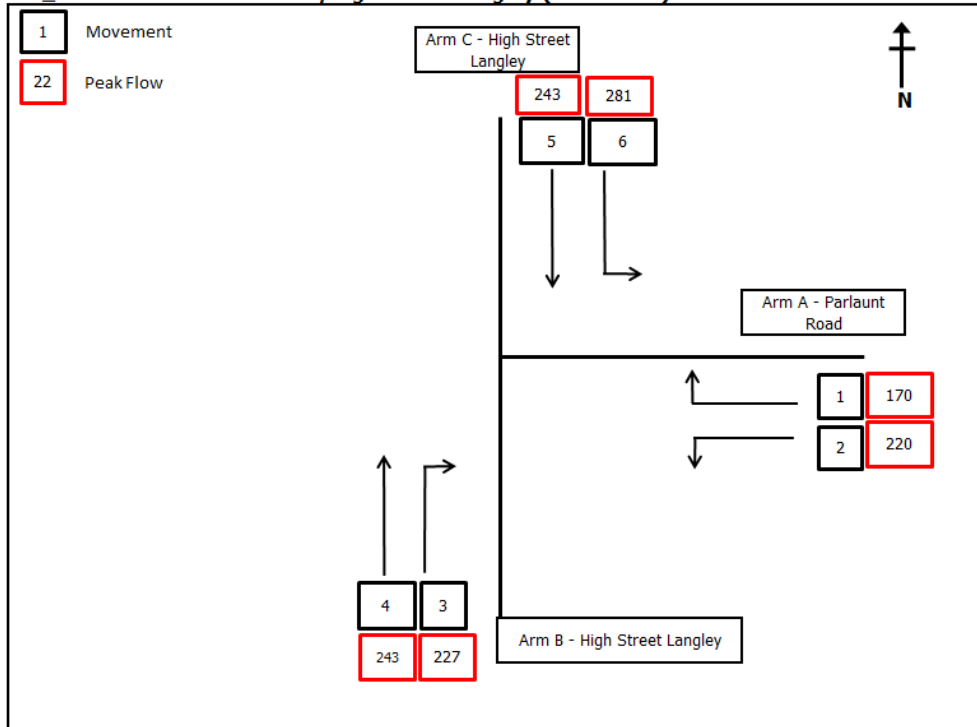 1 Movement
22 Peak Flow
Arm C - High Street
Langley
243 281
5 6
N
Arm A - Parlaunt
Road
1 170
2 220
4 3
243 227
Arm B - High Street Langley